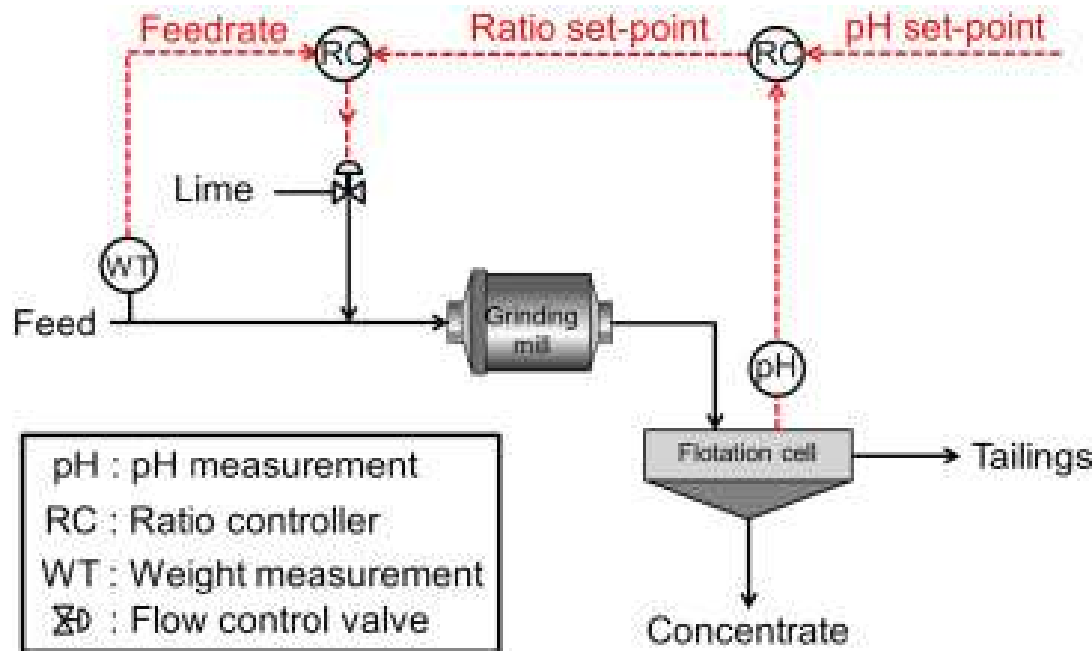 Feedrate
RC
Ratio set-point
RC
pH set-point
Lime
WT
Feed
Grinding
mill
pH
Flotation cell
Tailings
Concentrate
pH : pH measurement
RC : Ratio controller
WT : Weight measurement
: Flow control valve